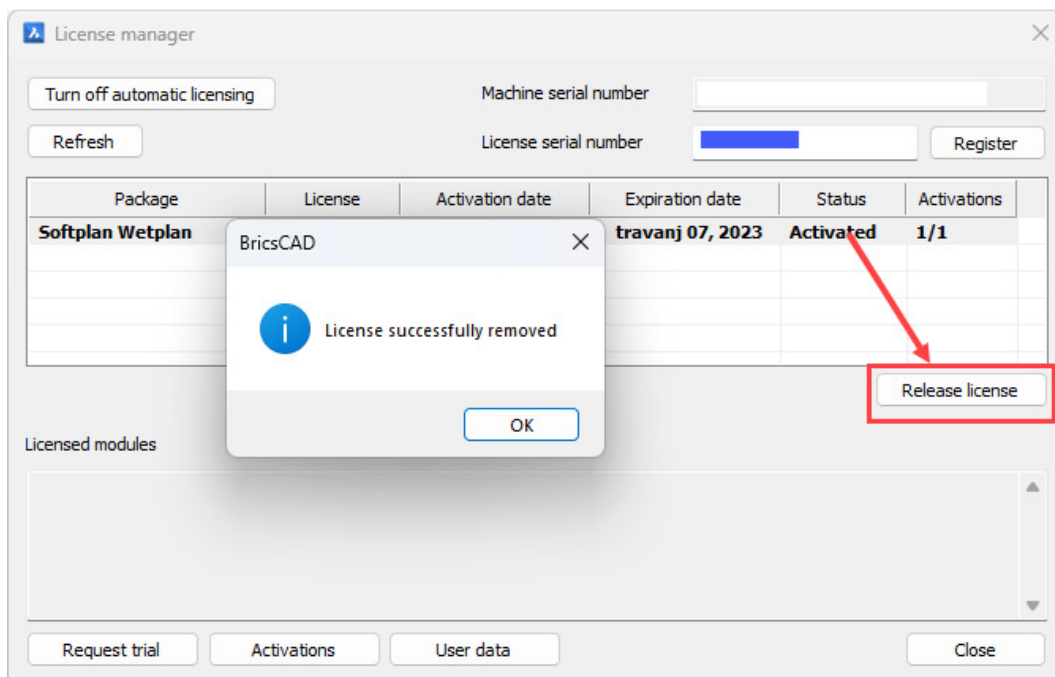 License manager
Turn off automatic licensing
Machine serial number
Refresh
License serial number
Register
Package License Activation date Expiration date Status Activations
Softplan Wetplan travanj 07, 2023 Activated 1/1
BricsCAD
License successfully removed
OK
Release license
Licensed modules
Request trial Activations User data Close